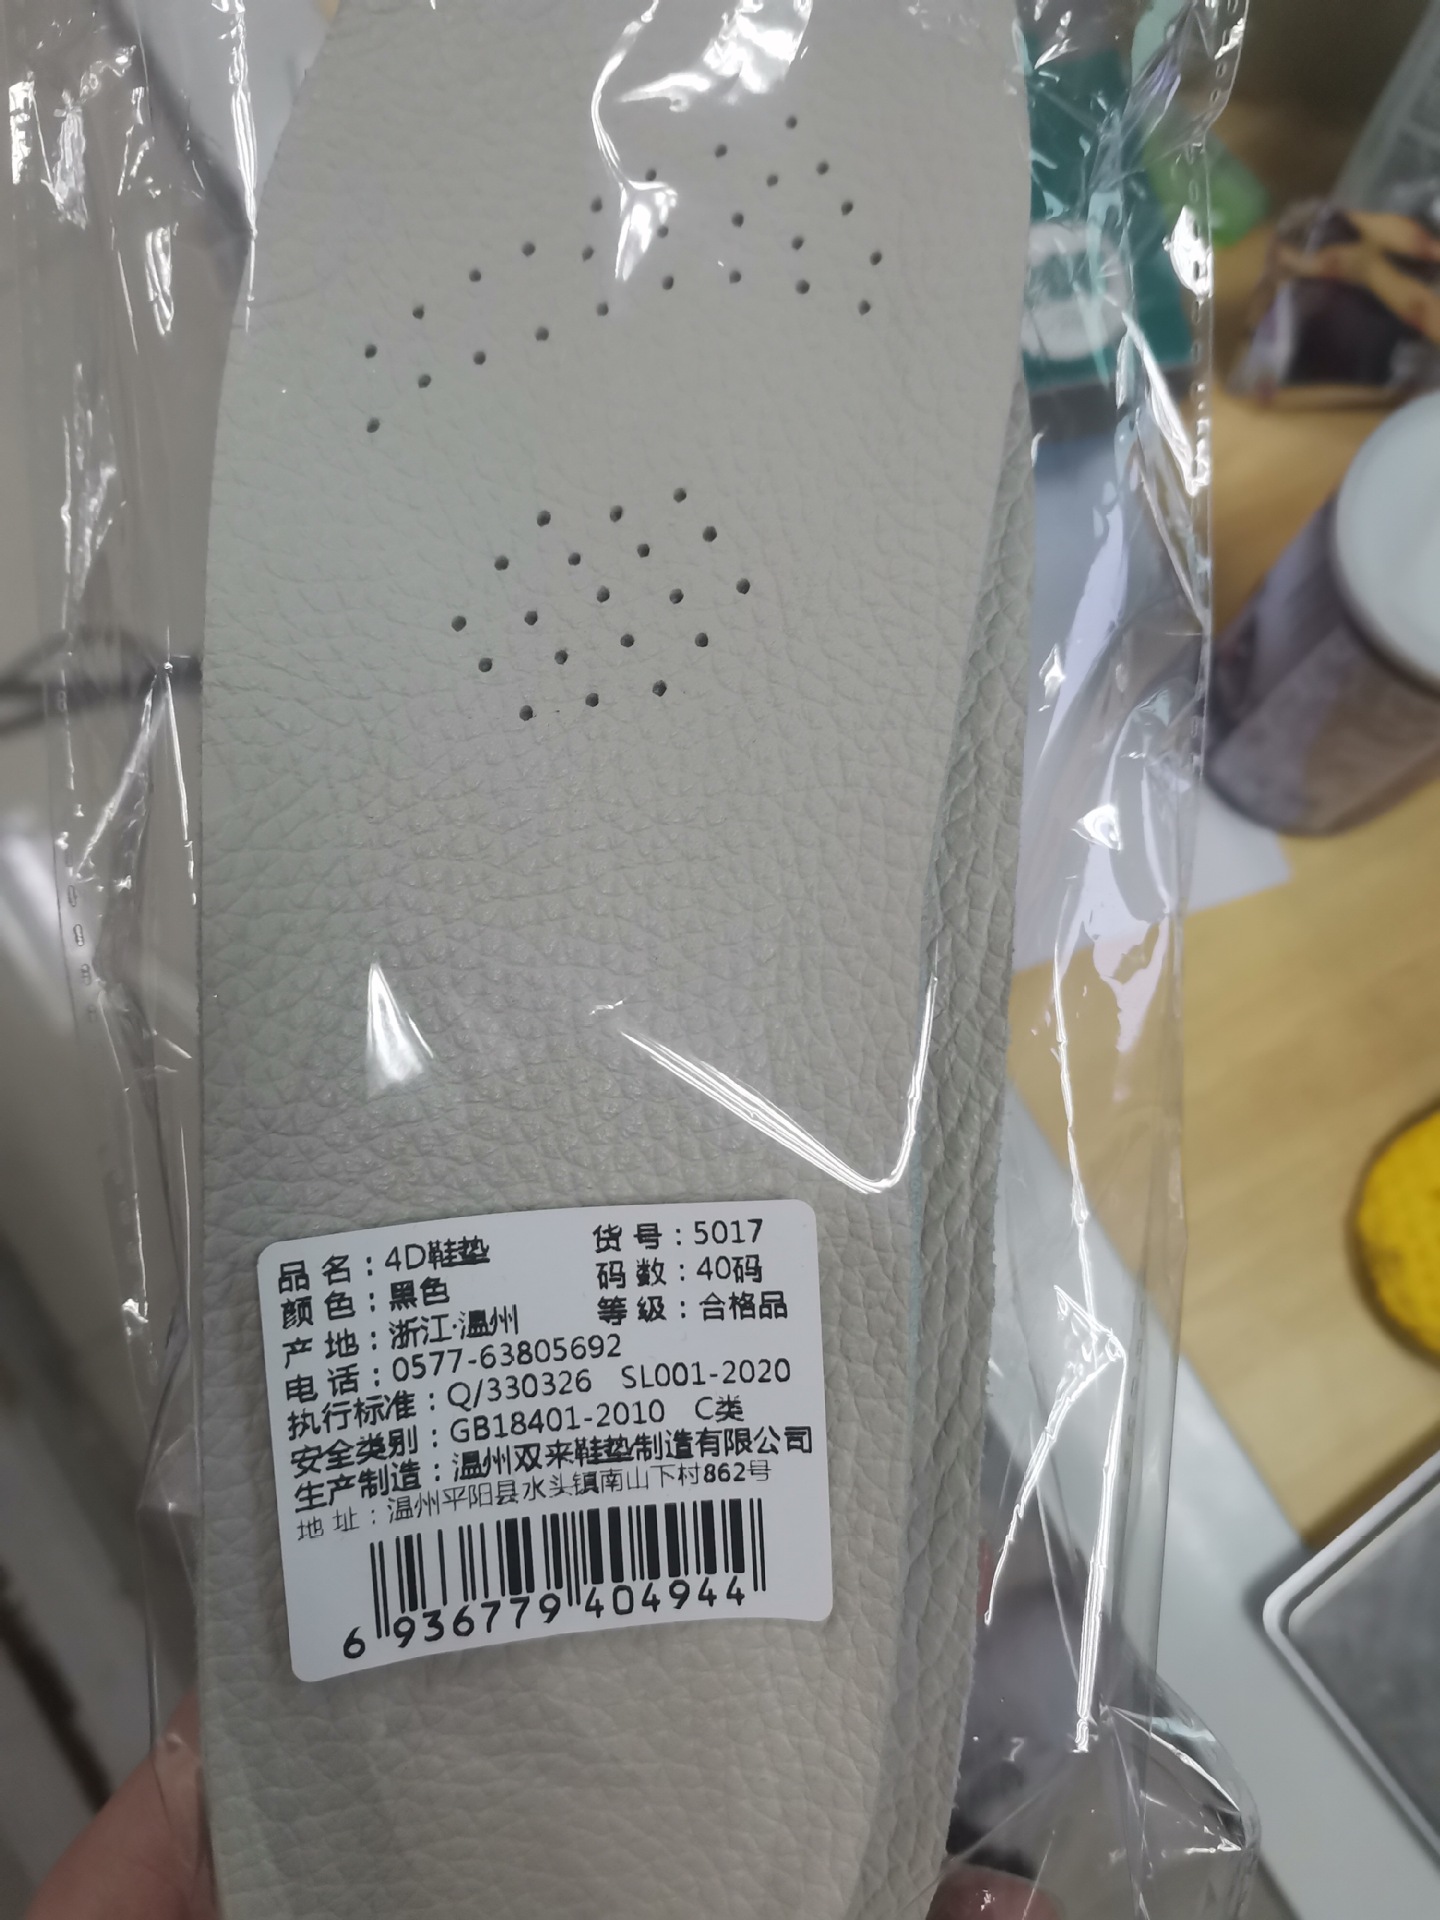 品 名：4D鞋垫 货 号：5017
颜 色：黑色 码 数：40码
产 地：浙江·温州 等 级：合格品
电 话：0577-63805692
执行标准：Q/330326 SL001-2020
安全类别：GB18401-2010 C类
生产制造：温州双来鞋垫制造有限公司
地 址：温州平阳县水头镇南山下村862号
6 936779 404944